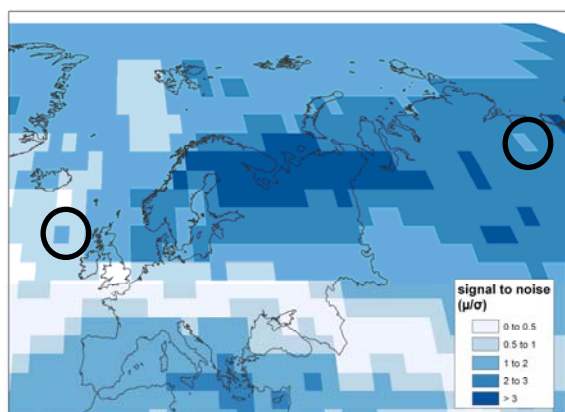 signal to noise
(μ/σ)
0 to 0.5
0.5 to 1
1 to 2
2 to 3
> 3